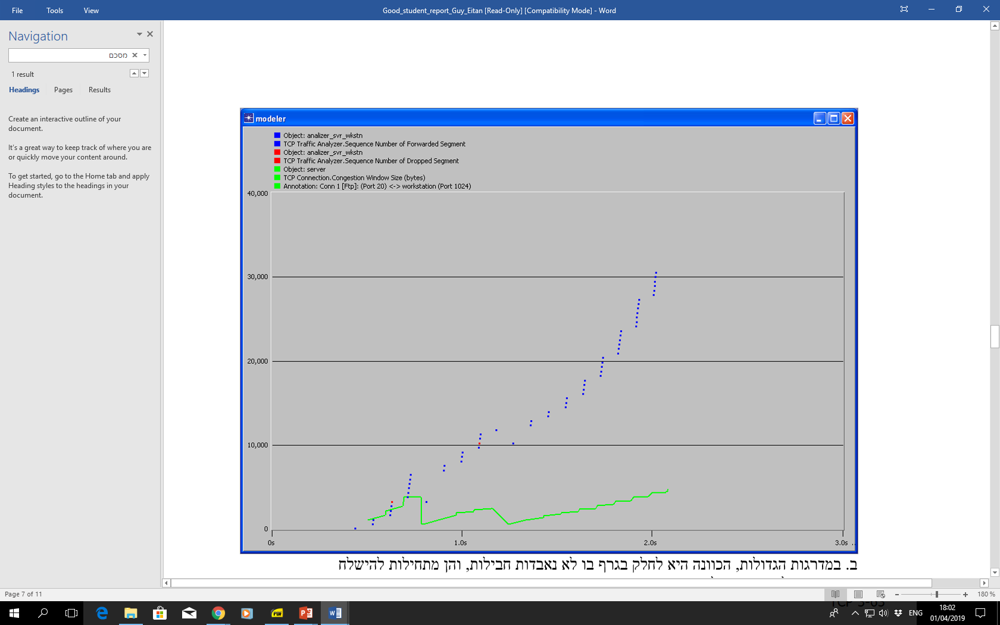 File Tools View Good_student_report_Guy_Eitan [Read-Only] [Compatibility Mode] - Word
Navigation
מסכם
1 result
Headings Pages Results
Create an interactive outline of your
document.
It's a great way to keep track of where you are
or quickly move your content around.
To get started, go to the Home tab and apply
Heading styles to the headings in your
document.
modeler
Object: analizer_svr_wkstn
TCP Traffic Analyzer.Sequence Number of Forwarded Segment
Object: analizer_svr_wkstn
TCP Traffic Analyzer.Sequence Number of Dropped Segment
Object: server
TCP Connection.Congestion Window Size (bytes)
Annotation: Conn 1 [Ftp]: (Port 20) <-> workstation (Port 1024)
40,000
30,000
20,000
10,000
0
0s 1.0s 2.0s 3.0s ..
ב. במדרגות הגדולות, הכוונה היא לחלק בגרף בו לא נאבדות חבילות, והן מתחילות להישלח
Page 7 of 11 180 %
TCP 3-63
PDF
ENG
18:02
01/04/2019